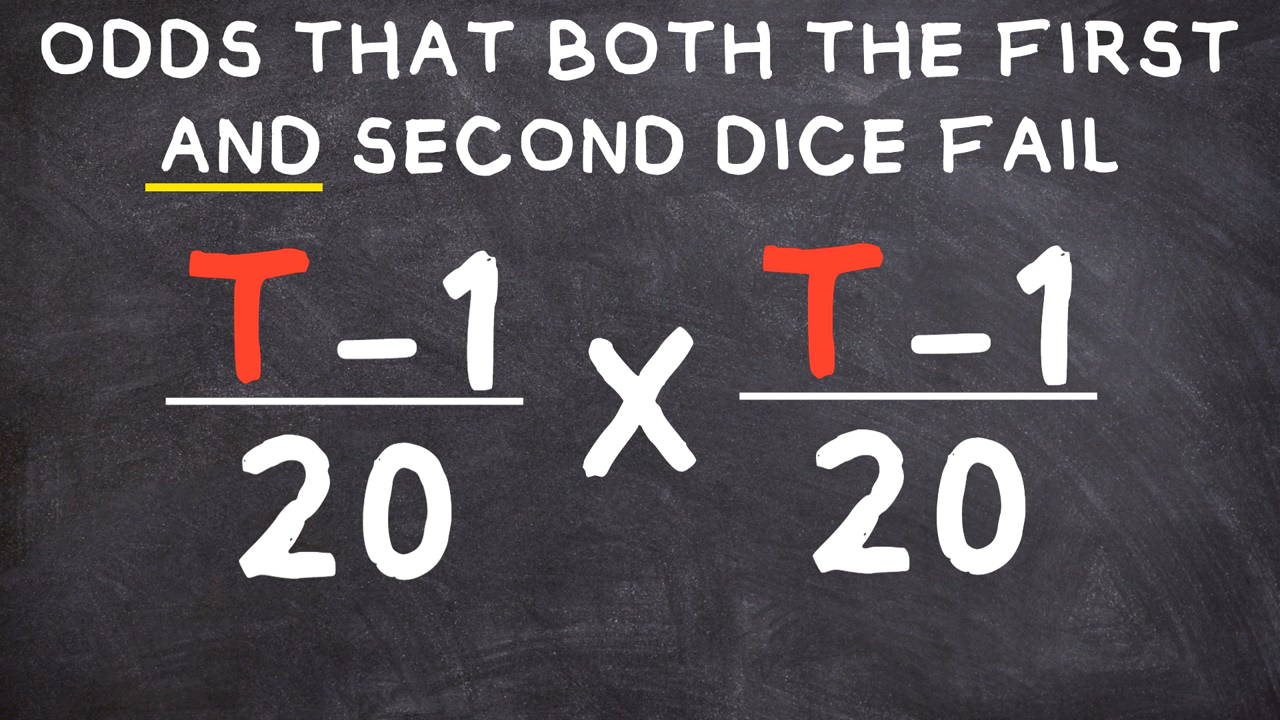 ODDS THAT BOTH THE FIRST
AND SECOND DICE FAIL
T - 1 X T - 1
20 20